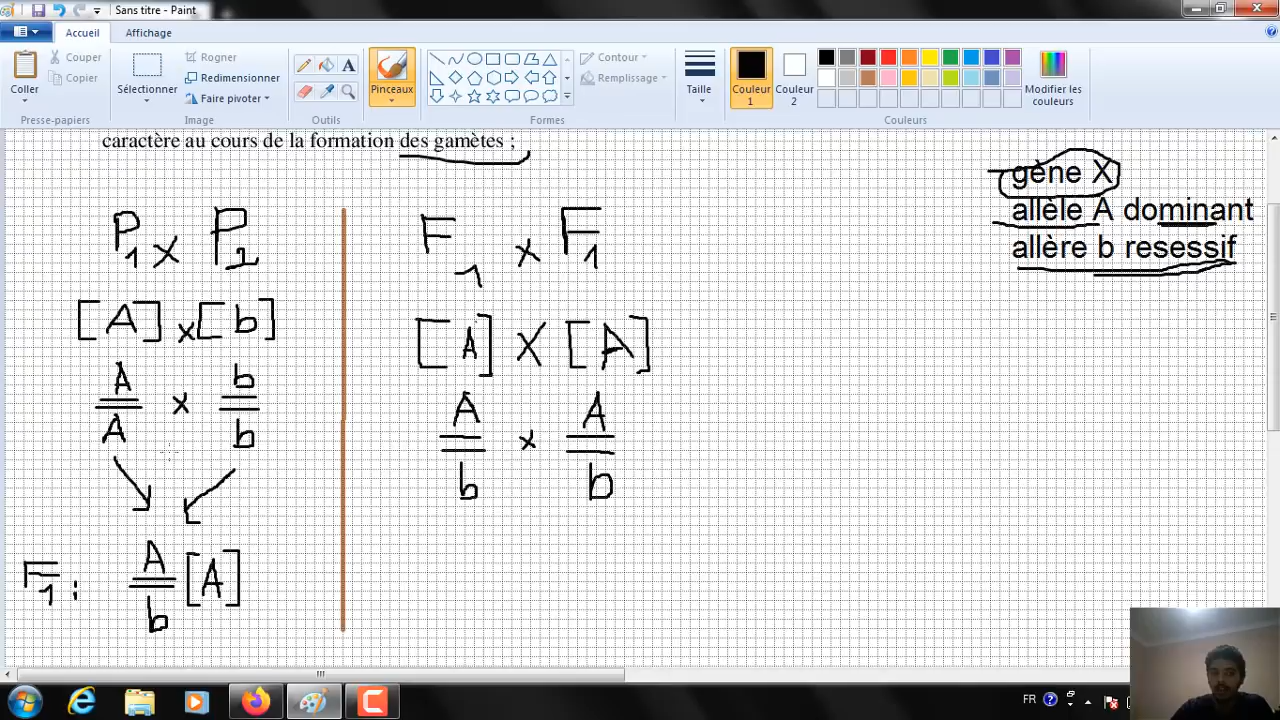 Sans titre - Paint
Accueil Affichage
Coller
Couper
Copier
Presse-papiers
Sélectionner
Rogner
Redimensionner
Faire pivoter
Image
A
Outils
Pinceaux
Contour
Remplissage
Formes
Taille
Couleur 1
Couleur 2
Modifier les couleurs
Couleurs
caractère au cours de la formation des gamètes ;
gène X
allèle A dominant
allère b resessif
P1 x P2
[A] x [b]
A x b
A b
F1 : A [A]
b
F1 x F1
[A] X [A]
A x A
b b
FR